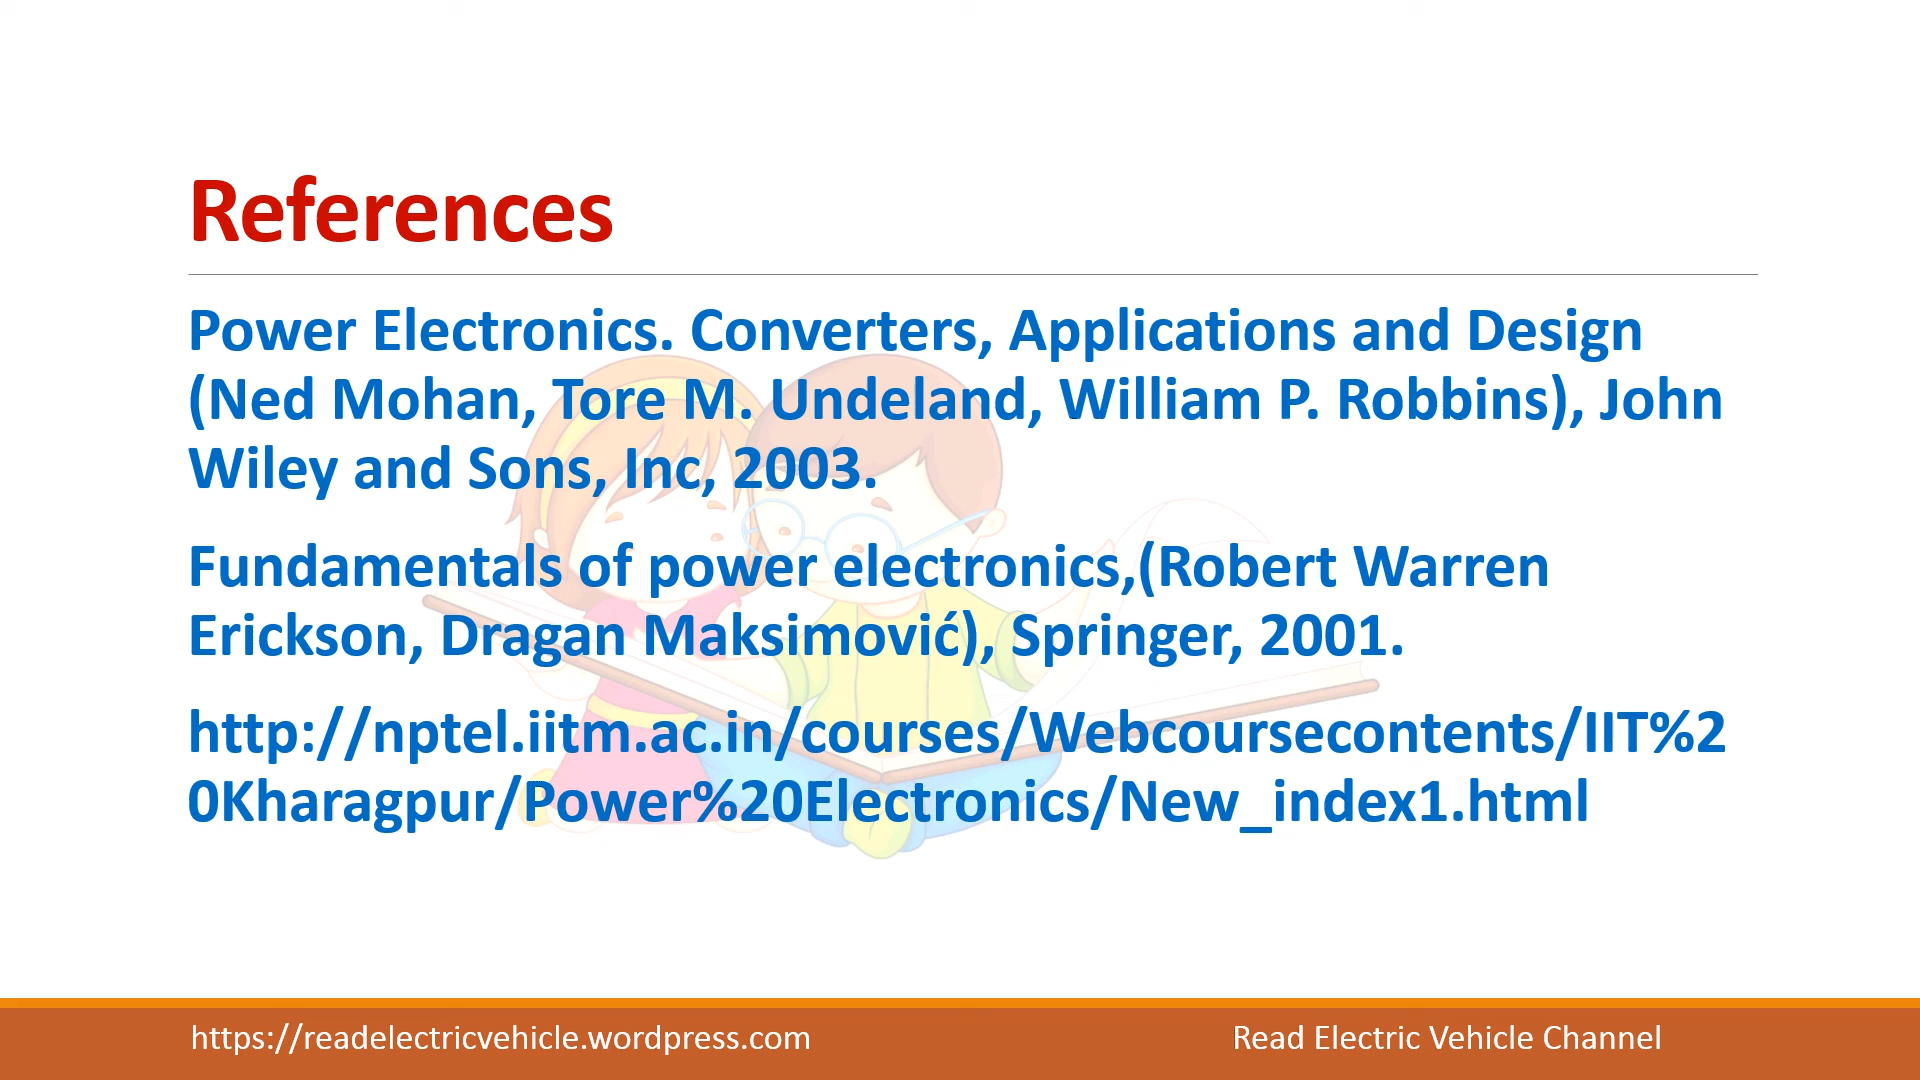 References
Power Electronics. Converters, Applications and Design
(Ned Mohan, Tore M. Undeland, William P. Robbins), John
Wiley and Sons, Inc, 2003.
Fundamentals of power electronics,(Robert Warren
Erickson, Dragan Maksimović), Springer, 2001.
http://nptel.iitm.ac.in/courses/Webcoursecontents/IIT%2
0Kharagpur/Power%20Electronics/New_index1.html
https://readelectricvehicle.wordpress.com
Read Electric Vehicle Channel